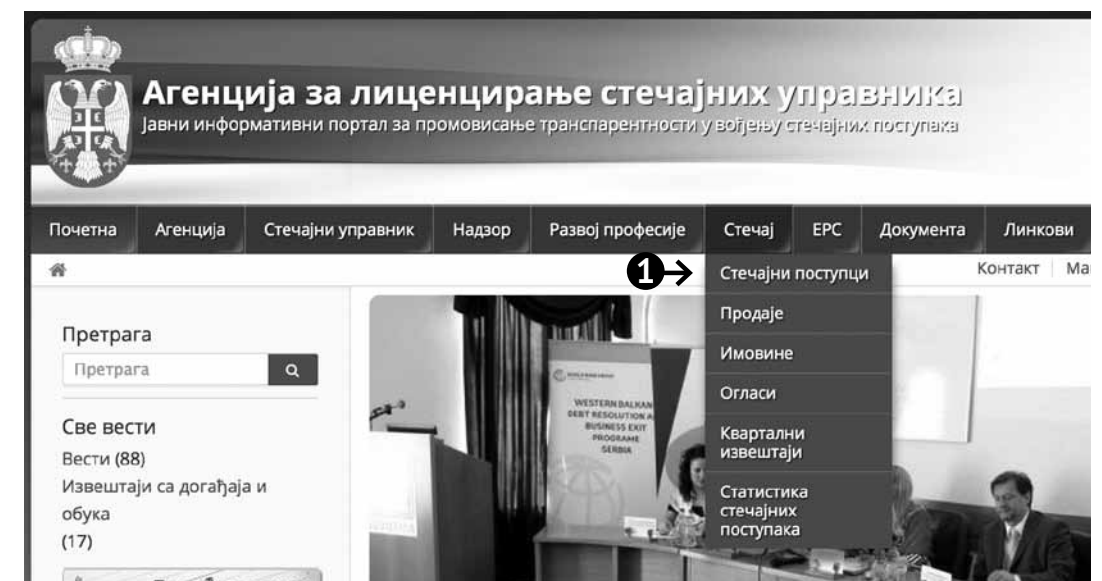 Агенција за лиценцирање стечајних управника
Јавни информативни портал за промовисање транспарентности у вођењу стечајних поступака
Почетна Агенција Стечајни управник Надзор Развој професије Стечај ЕРС Документа Линкови
1 Стечајни поступци
Контакт
Продаје
Имовине
Огласи
Квартални
извештаји
Статистика
стечајних
поступака
Претрага
Претрага
Све вести
Вести (88)
Извештаји са догађаја и
обука
(17)
WESTERN BALKAN
DEBT RESOLUTION
BUSINESS EXIT
PROGRAME
SERBIA